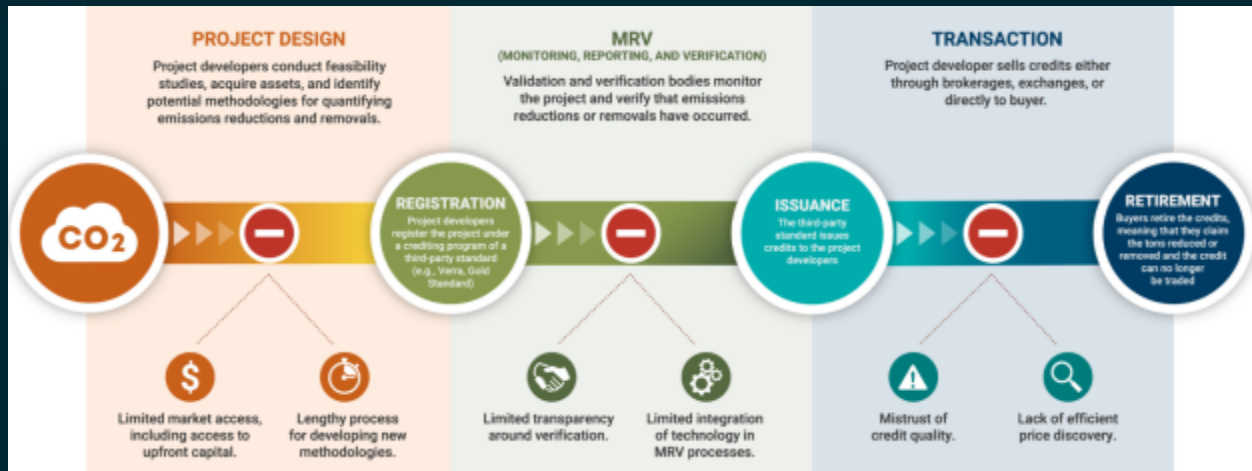 PROJECT DESIGN
Project developers conduct feasibility
studies, acquire assets, and identify
potential methodologies for quantifying
emissions reductions and removals.
MRV
(MONITORING, REPORTING, AND VERIFICATION)
Validation and verification bodies monitor
the project and verify that emissions
reductions or removals have occurred.
TRANSACTION
Project developer sells credits either
through brokerages, exchanges, or
directly to buyer.
CO2
REGISTRATION
Project developers
register the project under
a crediting program of a
third-party standard
(e.g., Verra, Gold
Standard)
ISSUANCE
The third-party
standard issues
credits to the project
developers
RETIREMENT
Buyers retire the credits,
meaning that they claim
the tons reduced or
removed and the credit
can no longer
be traded
$
Limited market access,
including access to
upfront capital.
Lengthy process
for developing new
methodologies.
Limited transparency
around verification.
Limited integration
of technology in
MRV processes.
Mistrust of
credit quality.
Lack of efficient
price discovery.